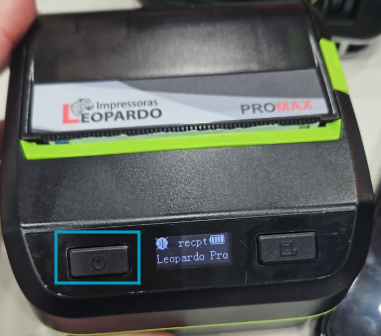 Impressoras
LEOPARDO
PROMAX
recpt
Leopardo Pro